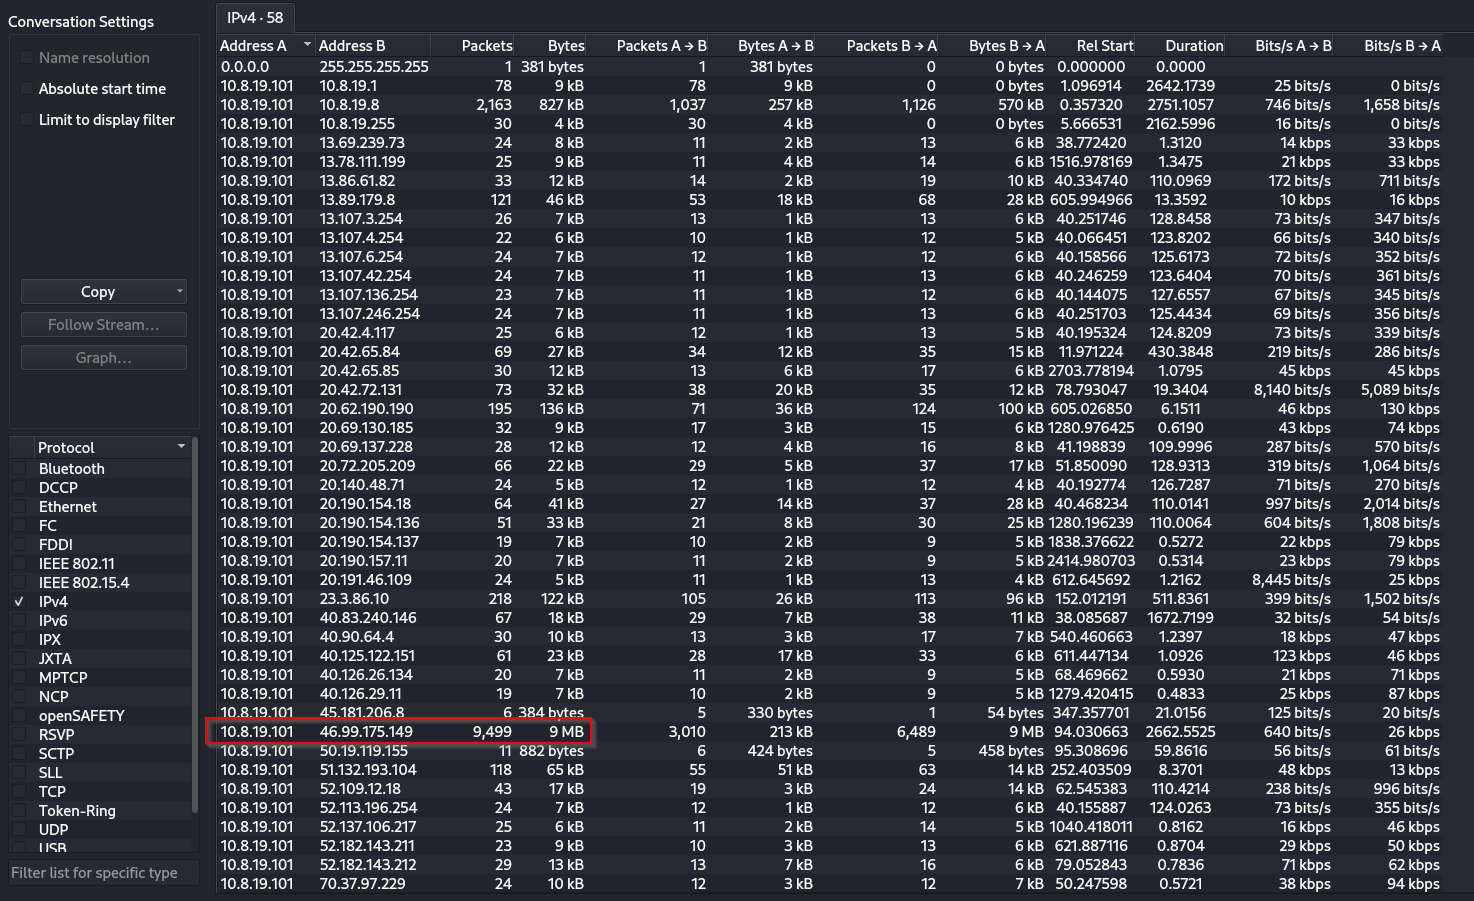 Conversation Settings
Name resolution
Absolute start time
Limit to display filter
Copy
Follow Stream...
Graph...
Protocol
Bluetooth
DCCP
Ethernet
FC
FDDI
IEEE 802.11
IEEE 802.15.4
IPv4
IPv6
IPX
JXTA
MPTCP
NCP
openSAFETY
RSVP
SCTP
SLL
TCP
Token-Ring
UDP
USB
Filter list for specific type
IPv4 · 58
Address A Address B Packets Bytes Packets A → B Bytes A → B Packets B → A Bytes B → A Rel Start Duration Bits/s A → B Bits/s B → A
0.0.0.0 255.255.255.255 1 381 bytes 1 381 bytes 0 0 bytes 0.000000 0.0000
10.8.19.101 10.8.19.1 78 9 kB 78 9 kB 0 0 bytes 1.096914 2642.1739 25 bits/s 0 bits/s
10.8.19.101 10.8.19.8 2,163 827 kB 1,037 257 kB 1,126 570 kB 0.357320 2751.1057 746 bits/s 1,658 bits/s
10.8.19.101 10.8.19.255 30 4 kB 30 4 kB 0 0 bytes 5.666531 2162.5996 16 bits/s 0 bits/s
10.8.19.101 13.69.239.73 24 8 kB 11 2 kB 13 6 kB 38.772420 1.3120 14 kbps 33 kbps
10.8.19.101 13.78.111.199 25 9 kB 11 4 kB 14 6 kB 1516.978169 1.3475 21 kbps 33 kbps
10.8.19.101 13.86.61.82 33 12 kB 14 2 kB 19 10 kB 40.334740 110.0969 172 bits/s 711 bits/s
10.8.19.101 13.89.179.8 121 46 kB 53 18 kB 68 28 kB 605.994966 13.3592 10 kbps 16 kbps
10.8.19.101 13.107.3.254 26 7 kB 13 1 kB 13 6 kB 40.251746 128.8458 73 bits/s 347 bits/s
10.8.19.101 13.107.4.254 22 6 kB 10 1 kB 12 5 kB 40.066451 123.8202 66 bits/s 340 bits/s
10.8.19.101 13.107.6.254 24 7 kB 12 1 kB 12 6 kB 40.158566 125.6173 72 bits/s 352 bits/s
10.8.19.101 13.107.42.254 24 7 kB 11 1 kB 13 6 kB 40.246259 123.6404 70 bits/s 361 bits/s
10.8.19.101 13.107.136.254 23 7 kB 11 1 kB 12 6 kB 40.144075 127.6557 67 bits/s 345 bits/s
10.8.19.101 13.107.246.254 24 7 kB 11 1 kB 13 6 kB 40.251703 125.4434 69 bits/s 356 bits/s
10.8.19.101 20.42.4.117 25 6 kB 12 1 kB 13 5 kB 40.195324 124.8209 73 bits/s 339 bits/s
10.8.19.101 20.42.65.84 69 27 kB 34 12 kB 35 15 kB 11.971224 430.3848 219 bits/s 286 bits/s
10.8.19.101 20.42.65.85 30 12 kB 13 6 kB 17 6 kB 2703.778194 1.0795 45 kbps 45 kbps
10.8.19.101 20.42.72.131 73 32 kB 38 20 kB 35 12 kB 78.793047 19.3404 8,140 bits/s 5,089 bits/s
10.8.19.101 20.62.190.190 195 136 kB 71 36 kB 124 100 kB 605.026850 6.1511 46 kbps 130 kbps
10.8.19.101 20.69.130.185 32 9 kB 17 3 kB 15 6 kB 1280.976425 0.6190 43 kbps 74 kbps
10.8.19.101 20.69.137.228 28 12 kB 12 4 kB 16 8 kB 41.198839 109.9996 287 bits/s 570 bits/s
10.8.19.101 20.72.205.209 66 22 kB 29 5 kB 37 17 kB 51.850090 128.9313 319 bits/s 1,064 bits/s
10.8.19.101 20.140.48.71 24 5 kB 12 1 kB 12 4 kB 40.192774 126.7287 71 bits/s 270 bits/s
10.8.19.101 20.190.154.18 64 41 kB 27 14 kB 37 28 kB 40.468234 110.0141 997 bits/s 2,014 bits/s
10.8.19.101 20.190.154.136 51 33 kB 21 8 kB 30 25 kB 1280.196239 110.0064 604 bits/s 1,808 bits/s
10.8.19.101 20.190.154.137 19 7 kB 10 2 kB 9 5 kB 1838.376622 0.5272 22 kbps 79 kbps
10.8.19.101 20.190.157.11 20 7 kB 11 2 kB 9 5 kB 2414.980703 0.5314 23 kbps 79 kbps
10.8.19.101 20.191.46.109 24 5 kB 11 1 kB 13 4 kB 612.645692 1.2162 8,445 bits/s 25 kbps
10.8.19.101 23.3.86.10 218 122 kB 105 26 kB 113 96 kB 152.012191 511.8361 399 bits/s 1,502 bits/s
10.8.19.101 40.83.240.146 67 18 kB 29 7 kB 38 11 kB 38.085687 1672.7199 32 bits/s 54 bits/s
10.8.19.101 40.90.64.4 30 10 kB 13 3 kB 17 7 kB 540.460663 1.2397 18 kbps 47 kbps
10.8.19.101 40.125.122.151 61 23 kB 28 17 kB 33 6 kB 611.447134 1.0926 123 kbps 46 kbps
10.8.19.101 40.126.26.134 20 7 kB 11 2 kB 9 5 kB 68.469662 0.5930 21 kbps 71 kbps
10.8.19.101 40.126.29.11 19 7 kB 10 2 kB 9 5 kB 1279.420415 0.4833 25 kbps 87 kbps
10.8.19.101 45.181.206.8 6 384 bytes 5 330 bytes 1 54 bytes 347.357701 21.0156 125 bits/s 20 bits/s
10.8.19.101 46.99.175.149 9,499 9 MB 3,010 213 kB 6,489 9 MB 94.030663 2662.5525 640 bits/s 26 kbps
10.8.19.101 50.19.119.155 11 882 bytes 6 424 bytes 5 458 bytes 95.308696 59.8616 56 bits/s 61 bits/s
10.8.19.101 51.132.193.104 118 65 kB 55 51 kB 63 14 kB 252.403509 8.3701 48 kbps 13 kbps
10.8.19.101 52.109.12.18 43 17 kB 19 3 kB 24 14 kB 62.545383 110.4214 238 bits/s 996 bits/s
10.8.19.101 52.113.196.254 24 7 kB 12 1 kB 12 6 kB 40.155887 124.0263 73 bits/s 355 bits/s
10.8.19.101 52.137.106.217 25 6 kB 11 2 kB 14 5 kB 1040.418011 0.8162 16 kbps 46 kbps
10.8.19.101 52.182.143.211 23 9 kB 10 3 kB 13 6 kB 621.887116 0.8704 29 kbps 50 kbps
10.8.19.101 52.182.143.212 29 13 kB 13 7 kB 16 6 kB 79.052843 0.7836 71 kbps 62 kbps
10.8.19.101 70.37.97.229 24 10 kB 12 3 kB 12 7 kB 50.247598 0.5721 38 kbps 94 kbps